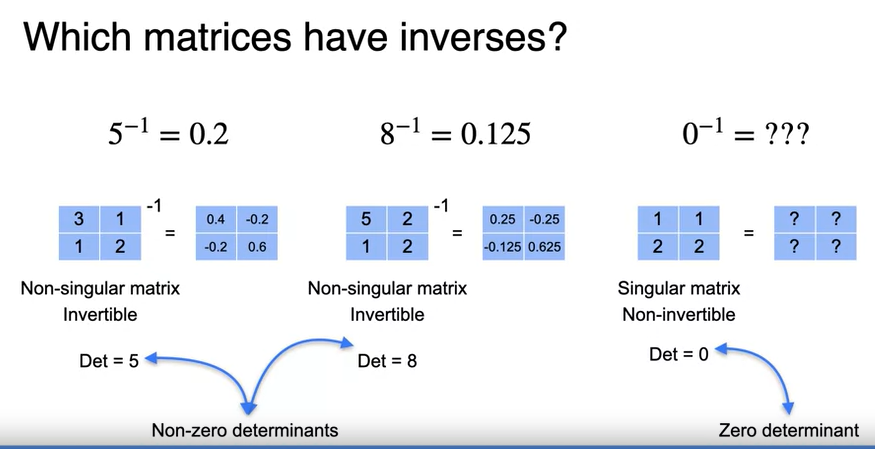 Which matrices have inverses?
5⁻¹ = 0.2
8⁻¹ = 0.125
0⁻¹ = ???
3 1 -1 0.4 -0.2
1 2 = -0.2 0.6
5 2 -1 0.25 -0.25
1 2 = -0.125 0.625
1 1 ? ?
2 2 = ? ?
Non-singular matrix
Invertible
Non-singular matrix
Invertible
Singular matrix
Non-invertible
Det = 5
Det = 8
Det = 0
Non-zero determinants
Zero determinant